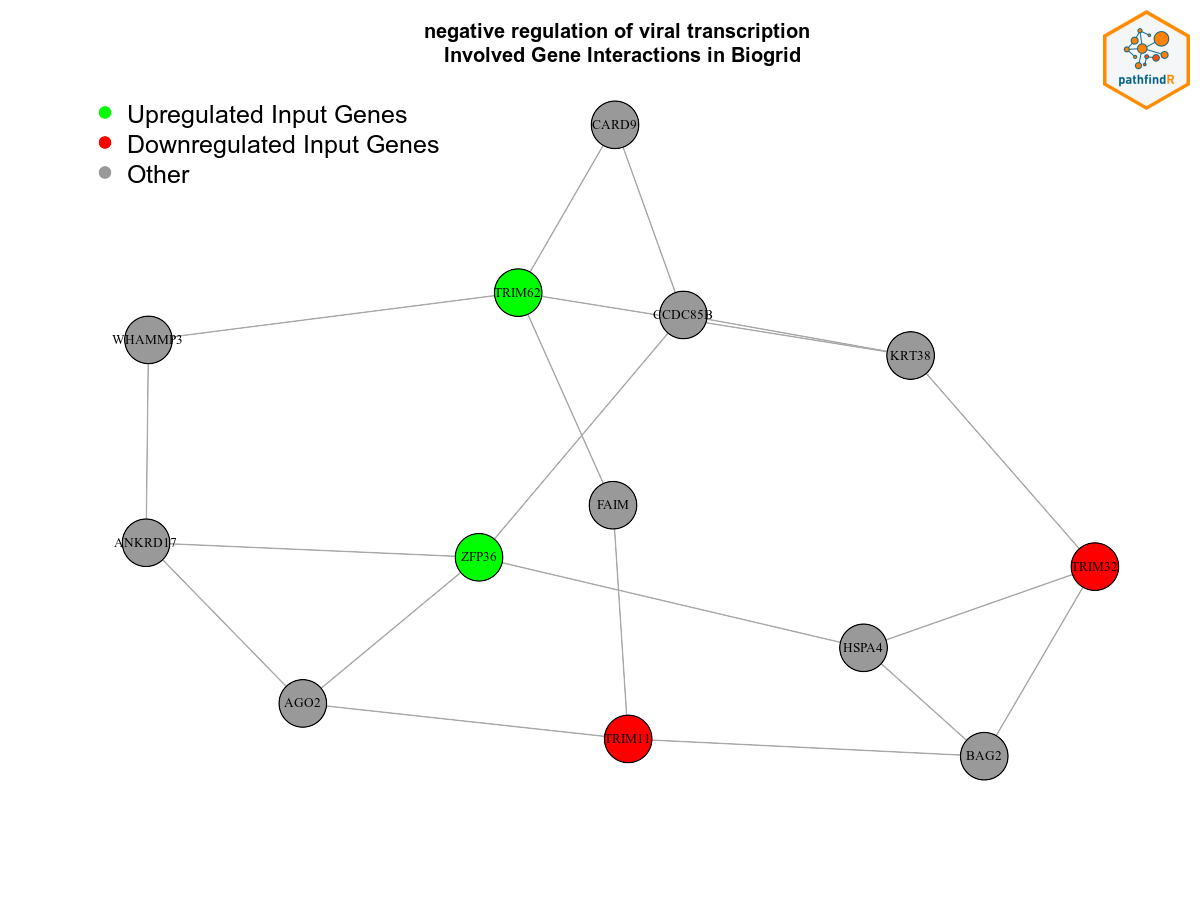 negative regulation of viral transcription
Involved Gene Interactions in Biogrid
pathfindR
Upregulated Input Genes
Downregulated Input Genes
Other
CARD9
TRIM62
CCDC85B
WHAMMP3
KRT38
FAIM
ANKRD17
ZFP36
TRIM32
HSPA4
AGO2
TRIM11
BAG2